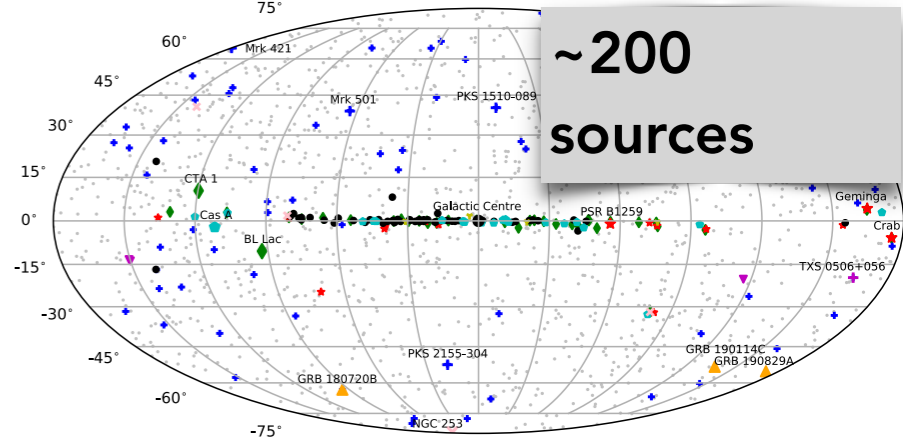 75°
~200
sources
60°
Mrk 421
45°
Mrk 501
PKS 1510-089
30°
15°
CTA 1
Geminga
Galactic Centre
0°
Cas A
PSR B1259
Crab
BL Lac
-15°
TXS 0506+056
-30°
-45°
PKS 2155-304
GRB 190114C
GRB 190829A
GRB 180720B
-60°
NGC 253
-75°